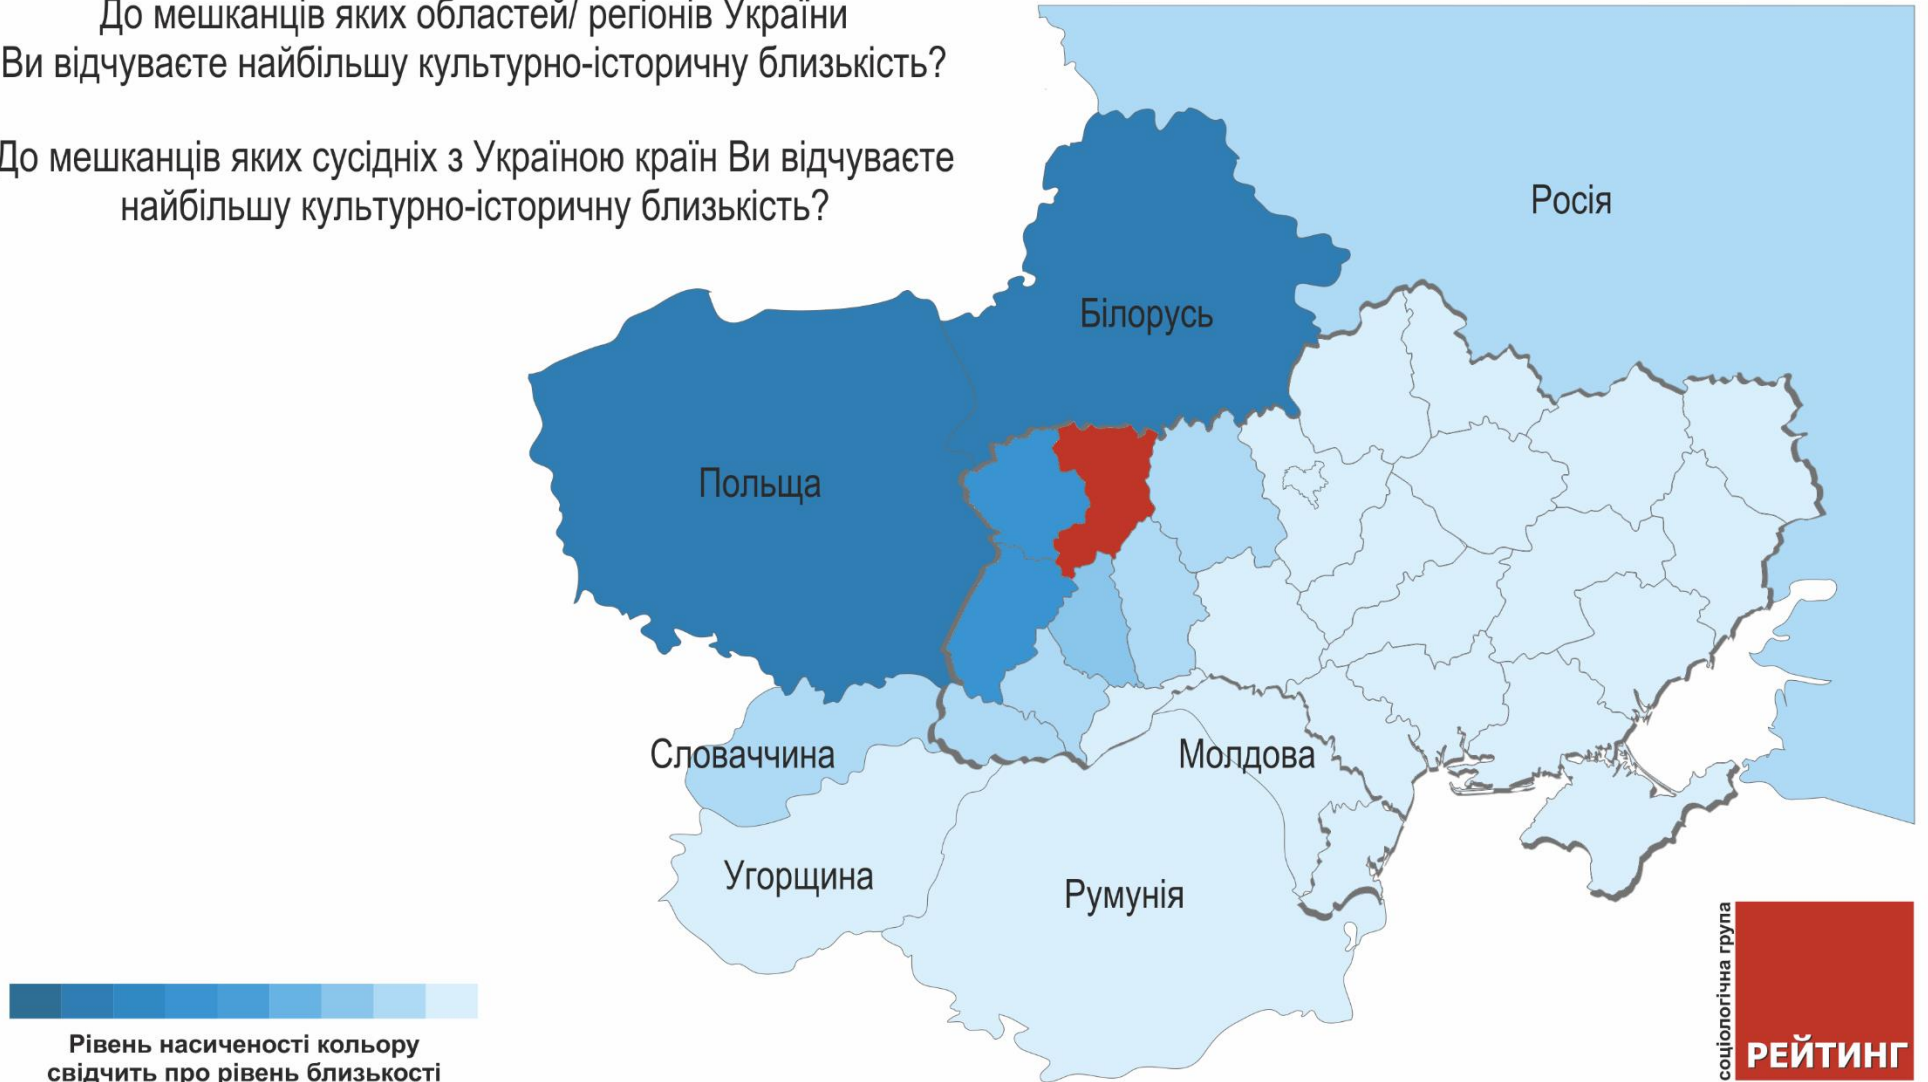 До мешканців яких областей/ регіонів України
Ви відчуваєте найбільшу культурно-історичну близькість?
До мешканців яких сусідніх з Україною країн Ви відчуваєте
найбільшу культурно-історичну близькість?
Росія
Білорусь
Польща
Словаччина
Молдова
Угорщина
Румунія
Рівень насиченості кольору
свідчить про рівень близькості
соціологічна група
РЕЙТИНГ